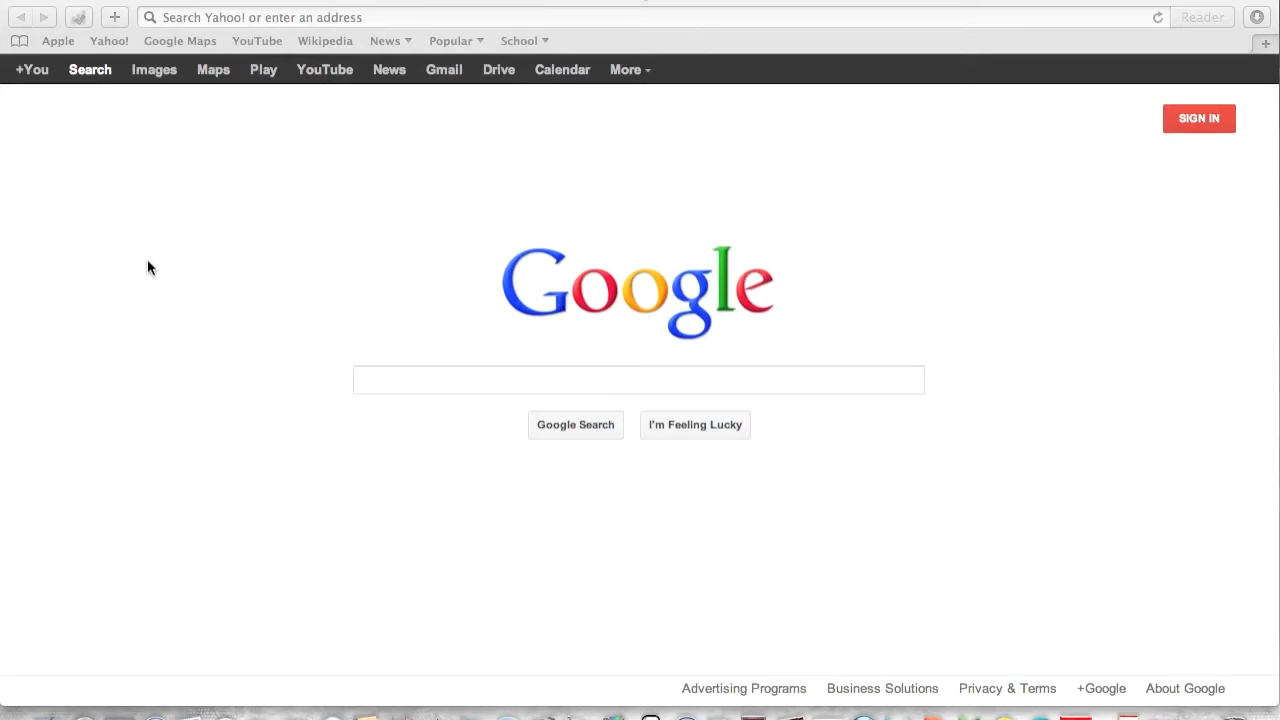 Search Yahoo! or enter an address Reader
Apple Yahoo! Google Maps YouTube Wikipedia News Popular School
+You Search Images Maps Play YouTube News Gmail Drive Calendar More
SIGN IN
Google
Google Search I'm Feeling Lucky
Advertising Programs Business Solutions Privacy & Terms +Google About Google